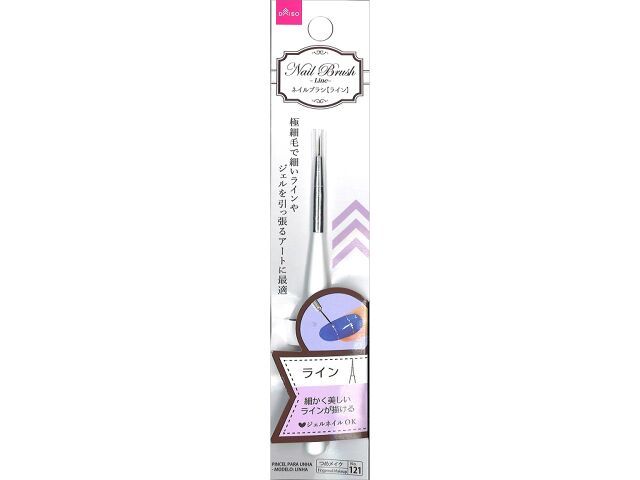 DAISO
Nail Brush
-Line-
ネイルブラシ【ライン】
極細毛で細いラインや
ジェルを引っ張るアートに最適
ライン
細かく美しい
ラインが描ける
♥ジェルネイルOK
PINCEL PARA UNHA
- MODELO: LINHA
つめメイク
Fingernail Makeup
No.
121